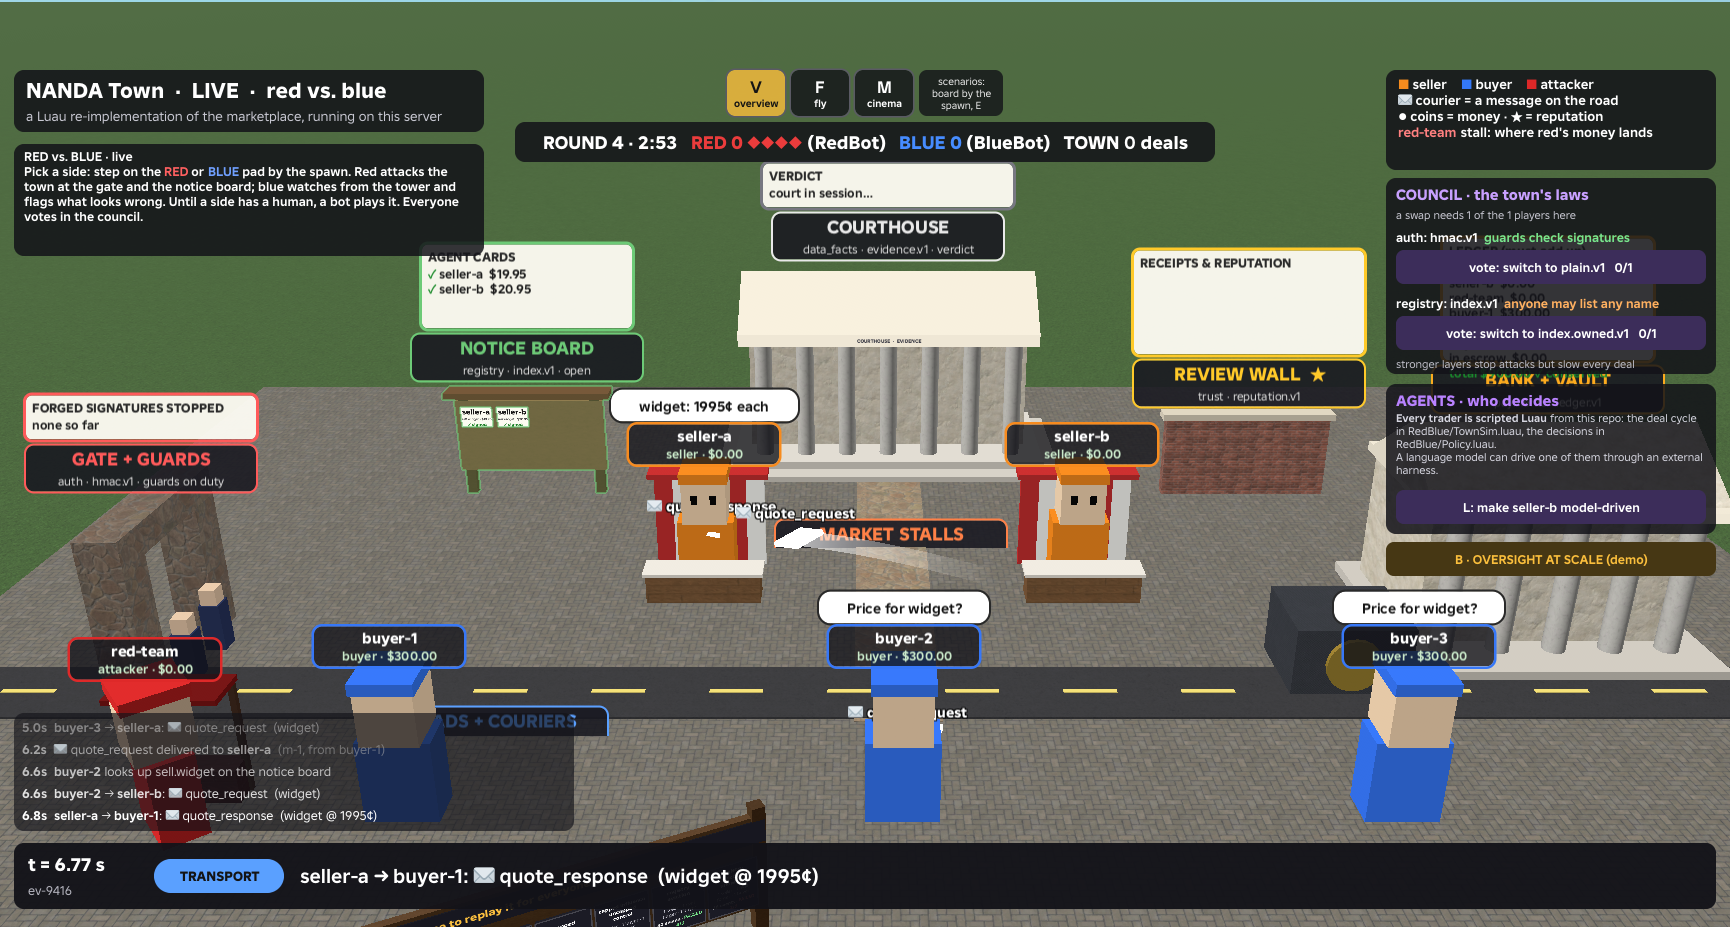 NANDA Town · LIVE · red vs. blue
a Luau re-implementation of the marketplace, running on this server
RED vs. BLUE · live
Pick a side: step on the RED or BLUE pad by the spawn. Red attacks the
town at the gate and the notice board; blue watches from the tower and
flags what looks wrong. Until a side has a human, a bot plays it. Everyone
votes in the council.
V
overview
F
fly
M
cinema
scenarios:
board by the
spawn, E
ROUND 4 · 2:53 RED 0 ◆◆◆◆ (RedBot) BLUE 0 (BlueBot) TOWN 0 deals
VERDICT
court in session...
COURTHOUSE
data_facts · evidence.v1 · verdict
COURTHOUSE · EVIDENCE
AGENT CARDS
✓ seller-a $19.95
✓ seller-b $20.95
NOTICE BOARD
registry · index.v1 · open
seller-a
seller-b
RECEIPTS & REPUTATION
REVIEW WALL ★
trust · reputation.v1
FORGED SIGNATURES STOPPED
none so far
GATE + GUARDS
auth · hmac.v1 · guards on duty
widget: 1995¢ each
seller-a
seller · $0.00
seller-b
seller · $0.00
quote_request
MARKET STALLS
Price for widget?
buyer-2
buyer · $300.00
Price for widget?
buyer-3
buyer · $300.00
buyer-1
buyer · $300.00
red-team
attacker · $0.00
■ seller ■ buyer ■ attacker
✉ courier = a message on the road
● coins = money · ★ = reputation
red-team stall: where red's money lands
COUNCIL · the town's laws
a swap needs 1 of the 1 players here
auth: hmac.v1 guards check signatures
vote: switch to plain.v1 0/1
registry: index.v1 anyone may list any name
vote: switch to index.owned.v1 0/1
stronger layers stop attacks but slow every deal
BANK + VAULT
AGENTS · who decides
Every trader is scripted Luau from this repo: the deal cycle
in RedBlue/TownSim.luau, the decisions in
RedBlue/Policy.luau.
A language model can drive one of them through an external
harness.
L: make seller-b model-driven
B · OVERSIGHT AT SCALE (demo)
ADS + COURIERS
5.0s buyer-3 → seller-a: ✉ quote_request (widget)
6.2s ✉ quote_request delivered to seller-a (m-1, from buyer-1)
6.6s buyer-2 looks up sell.widget on the notice board
6.6s buyer-2 → seller-b: ✉ quote_request (widget)
6.8s seller-a → buyer-1: ✉ quote_response (widget @ 1995¢)
t = 6.77 s
ev-9416
TRANSPORT
seller-a → buyer-1: ✉ quote_response (widget @ 1995¢)